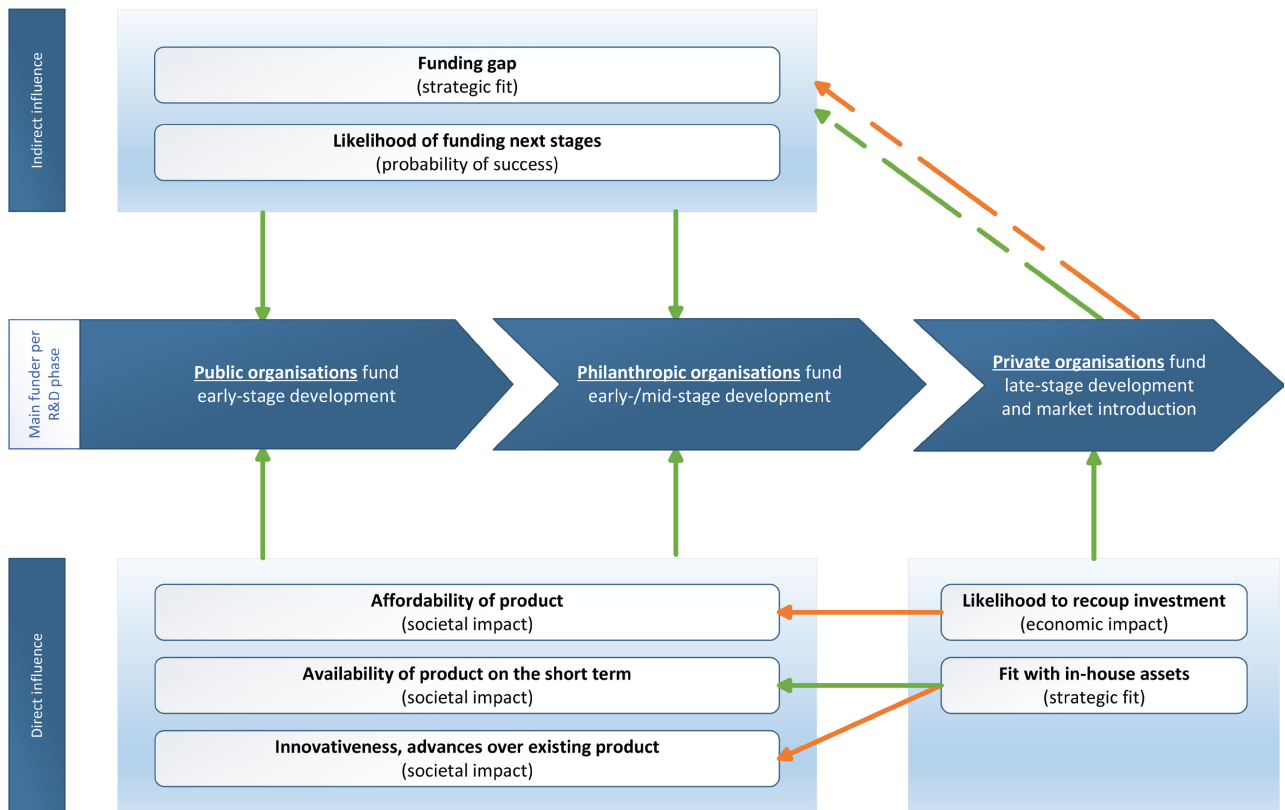 Indirect influence
Funding gap
(strategic fit)
Likelihood of funding next stages
(probability of success)
Main funder per
R&D phase
Public organisations fund
early-stage development
Philanthropic organisations fund
early-/mid-stage development
Private organisations fund
late-stage development
and market introduction
Direct influence
Affordability of product
(societal impact)
Availability of product on the short term
(societal impact)
Innovativeness, advances over existing product
(societal impact)
Likelihood to recoup investment
(economic impact)
Fit with in-house assets
(strategic fit)